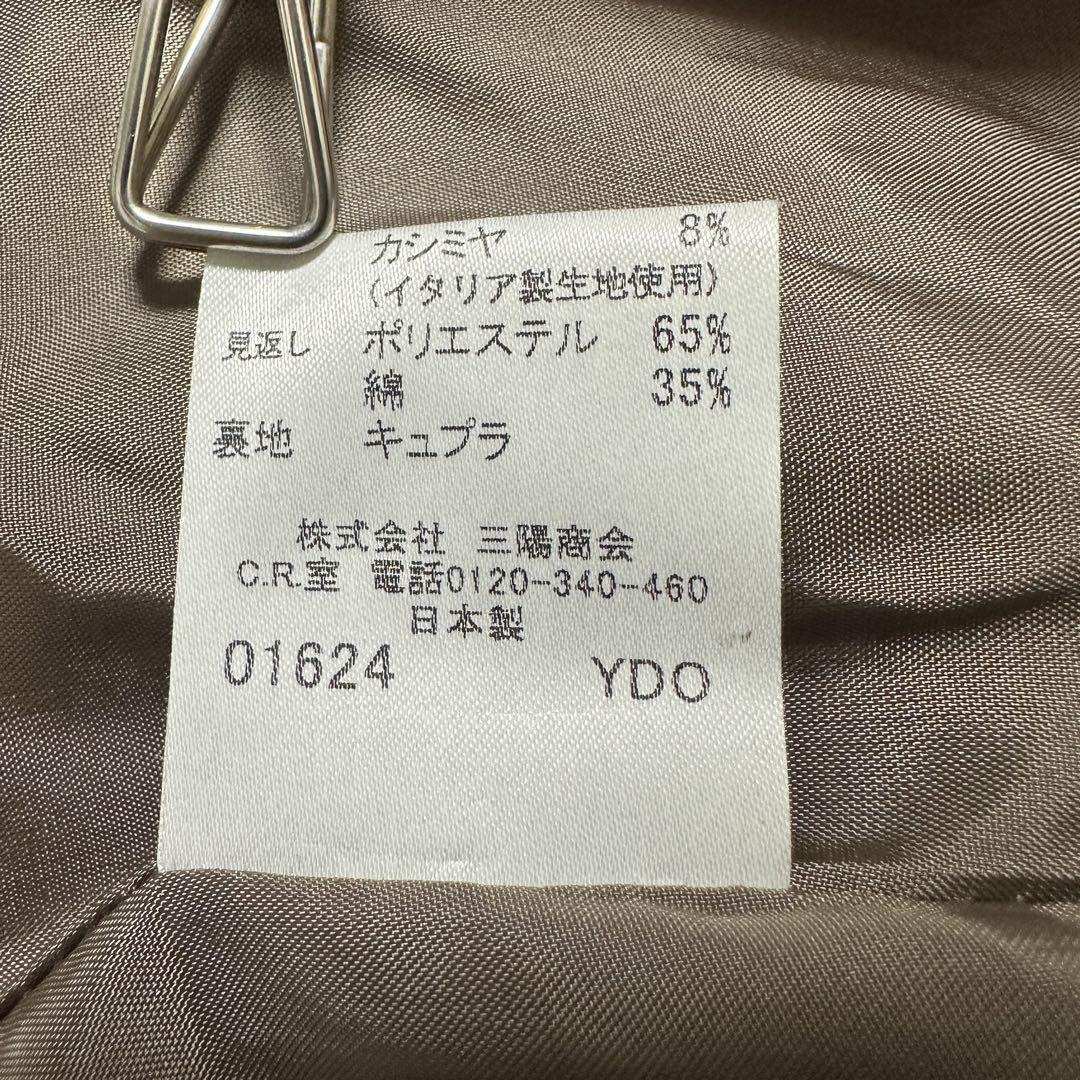 カシミヤ 8%
(イタリア製生地使用)
見返し ポリエステル 65%
綿 35%
裏地 キュプラ
株式会社 三陽商会
C.R.室 電話0120-340-460
日本製
01624 YDO